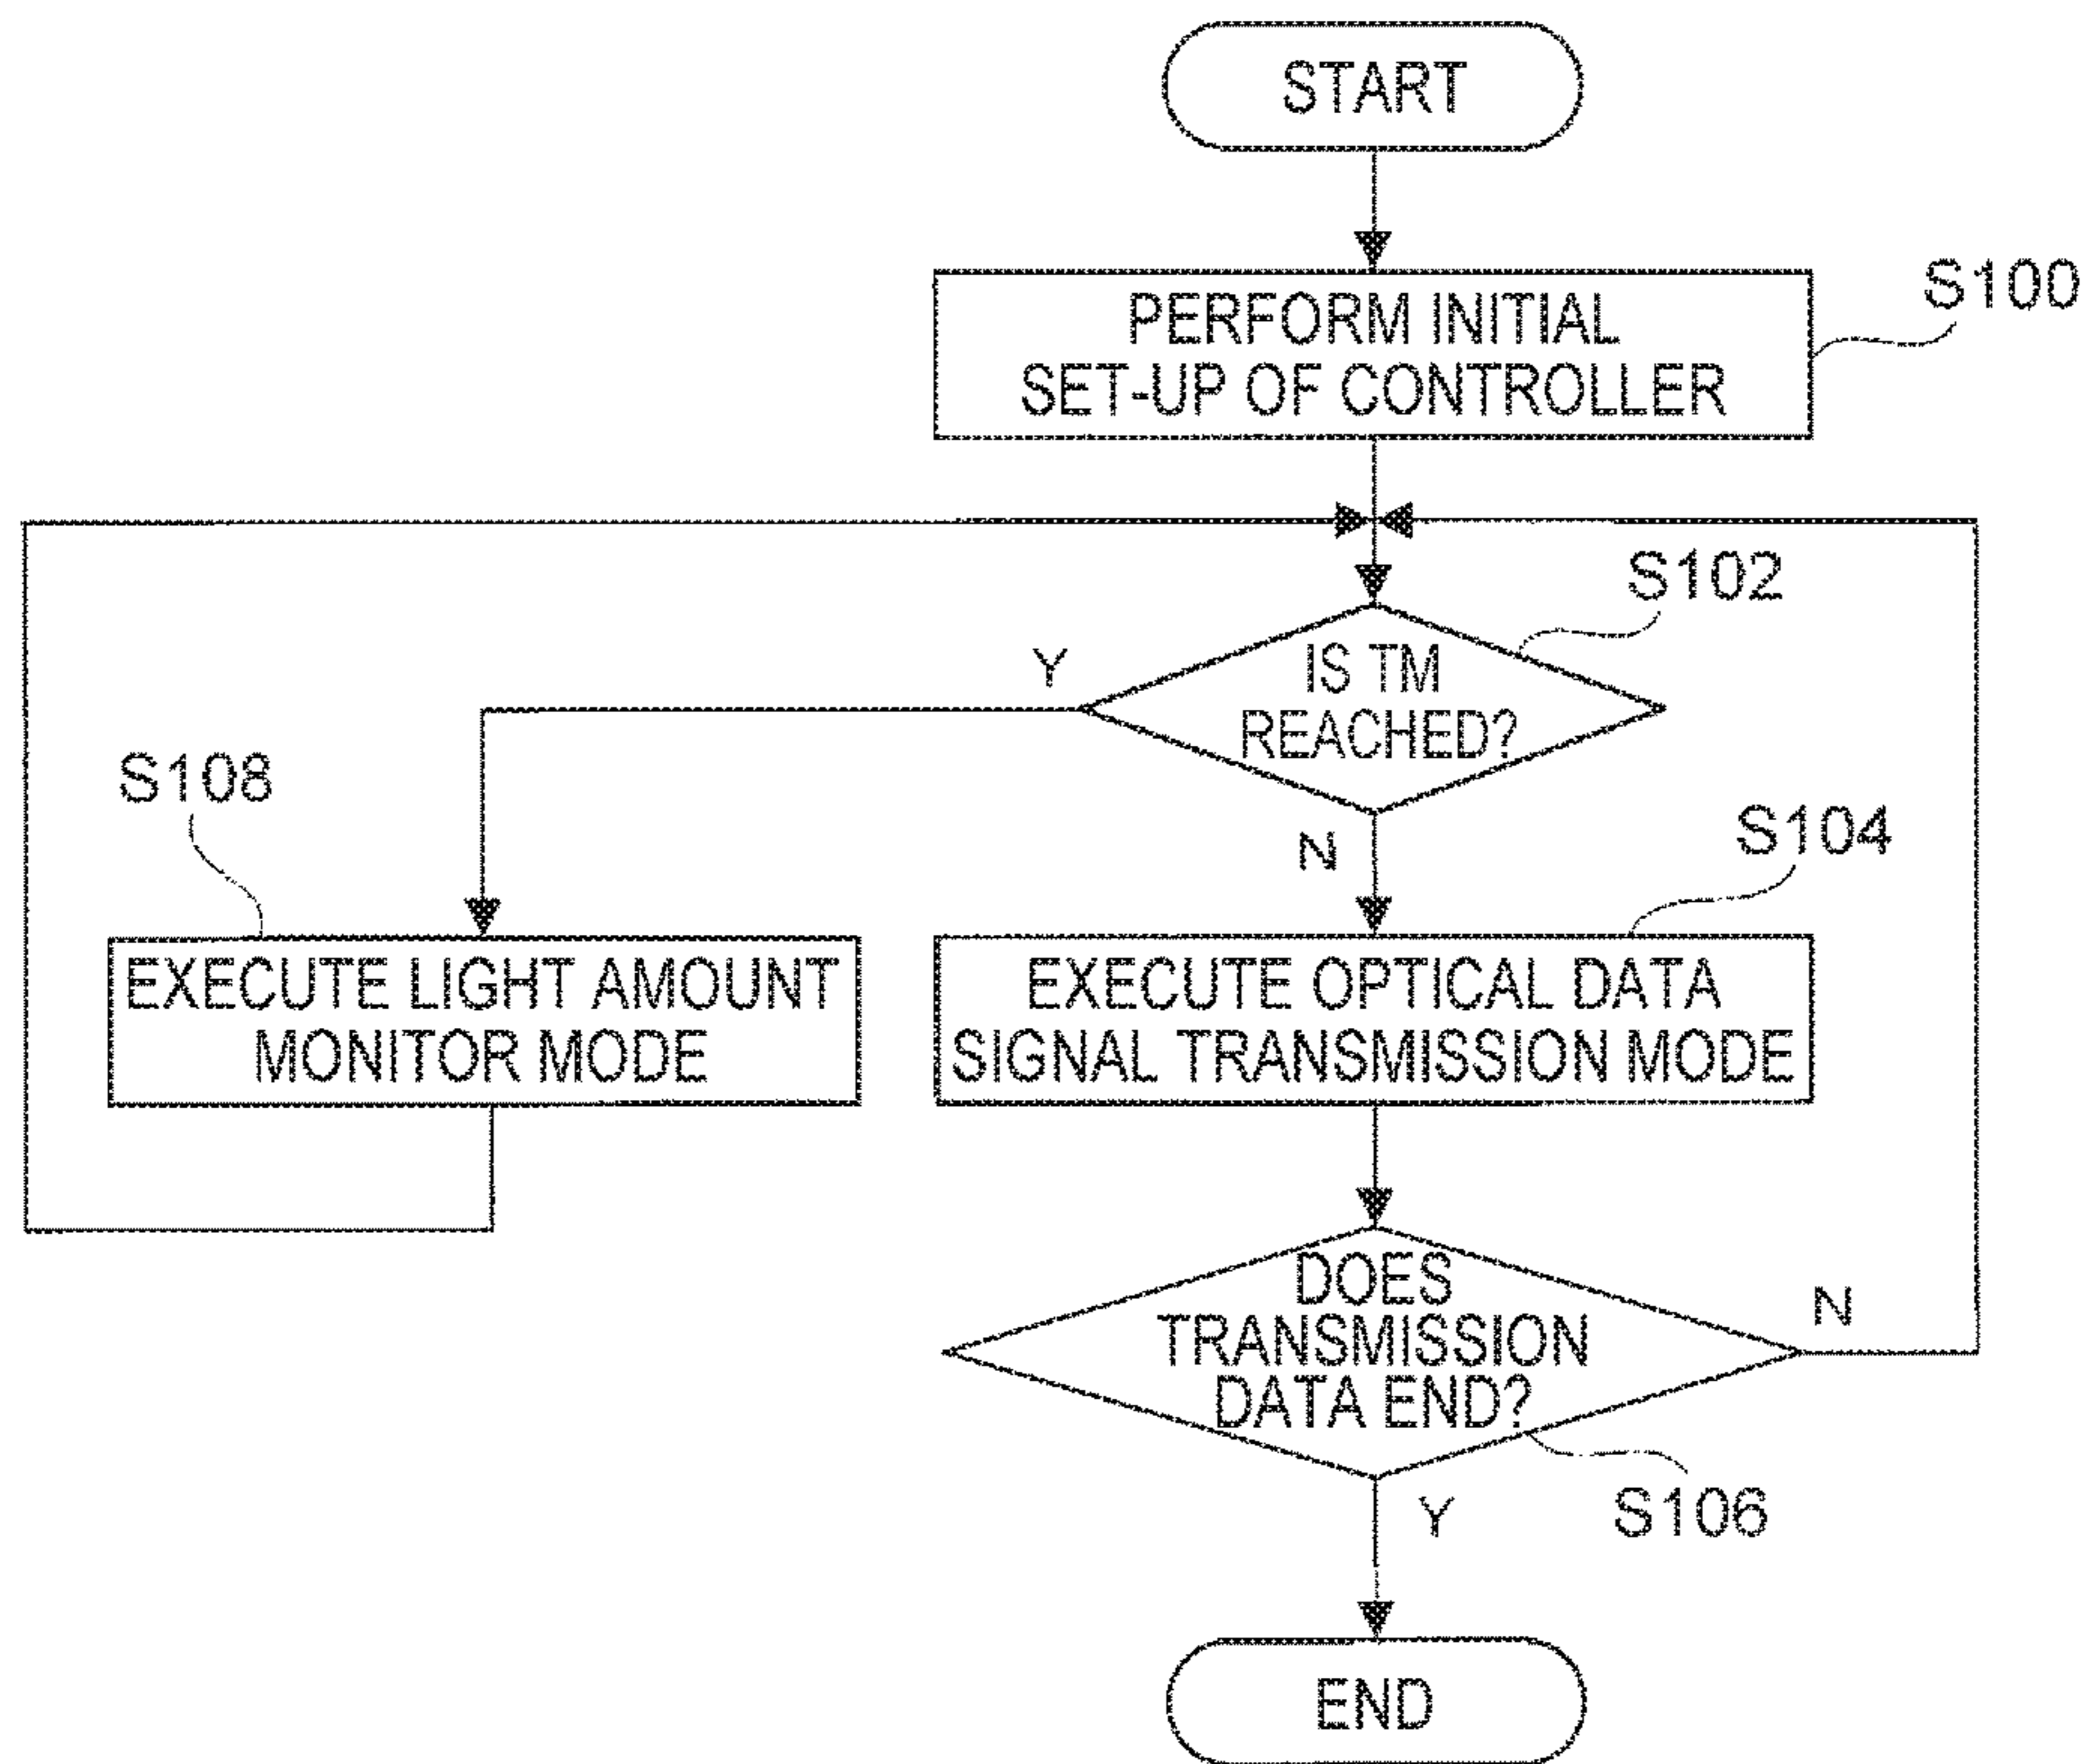 START
PERFORM INITIAL
SET-UP OF CONTROLLER
S100
S102
IS TM
REACHED?
Y
N
S108
S104
EXECUTE LIGHT AMOUNT
MONITOR MODE
EXECUTE OPTICAL DATA
SIGNAL TRANSMISSION MODE
DOES
TRANSMISSION
DATA END?
N
Y
S106
END